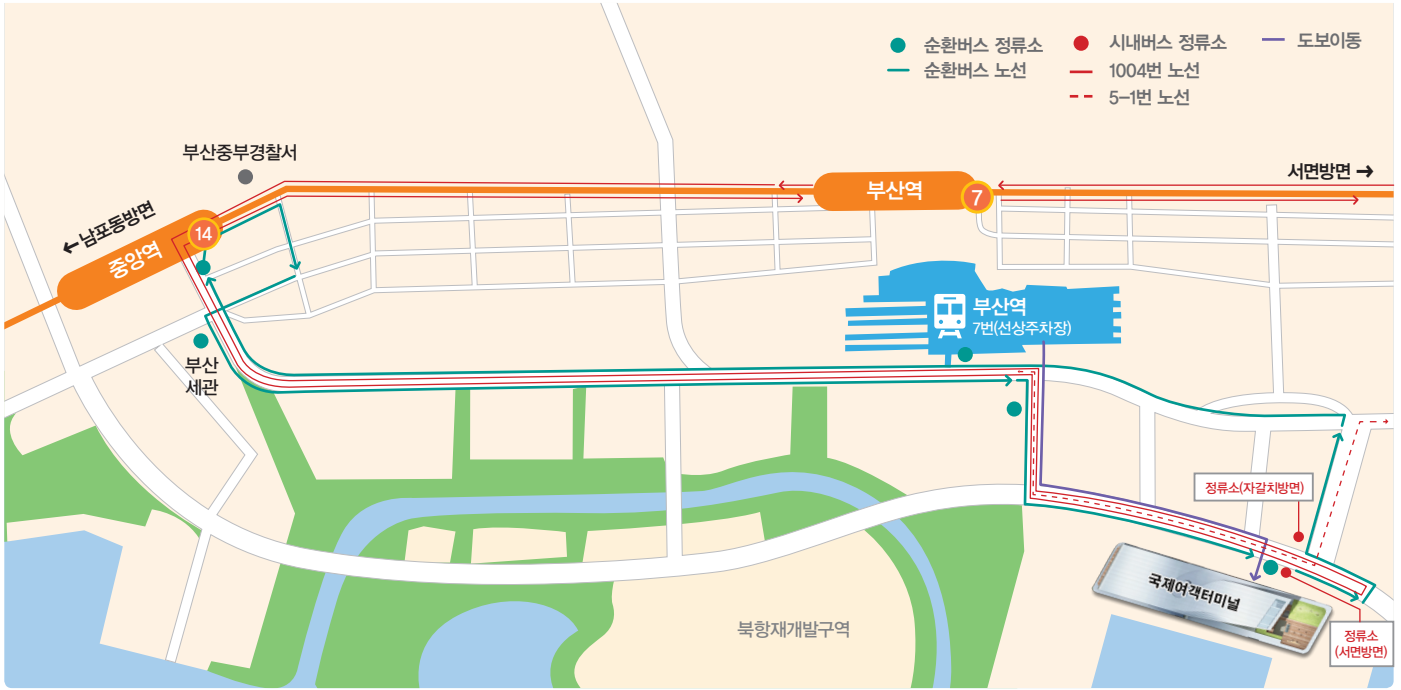 순환버스 정류소
순환버스 노선
시내버스 정류소
1004번 노선
5-1번 노선
도보이동
부산중부경찰서
서면방면 →
부산역
7
←남포동방면
14
중앙역
부산역
7번(선상주차장)
부산
세관
정류소(자갈치방면)
국제여객터미널
북항재개발구역
정류소
(서면방면)